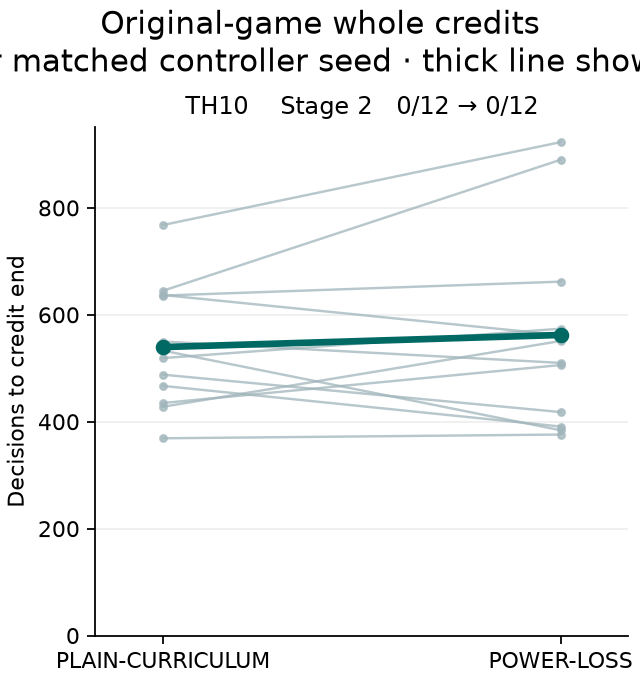 Original-game whole credits
matched controller seed · thick line
TH10 Stage 2 0/12 → 0/12
800
600
400
200
0
Decisions to credit end
PLAIN-CURRICULUM
POWER-LOSS